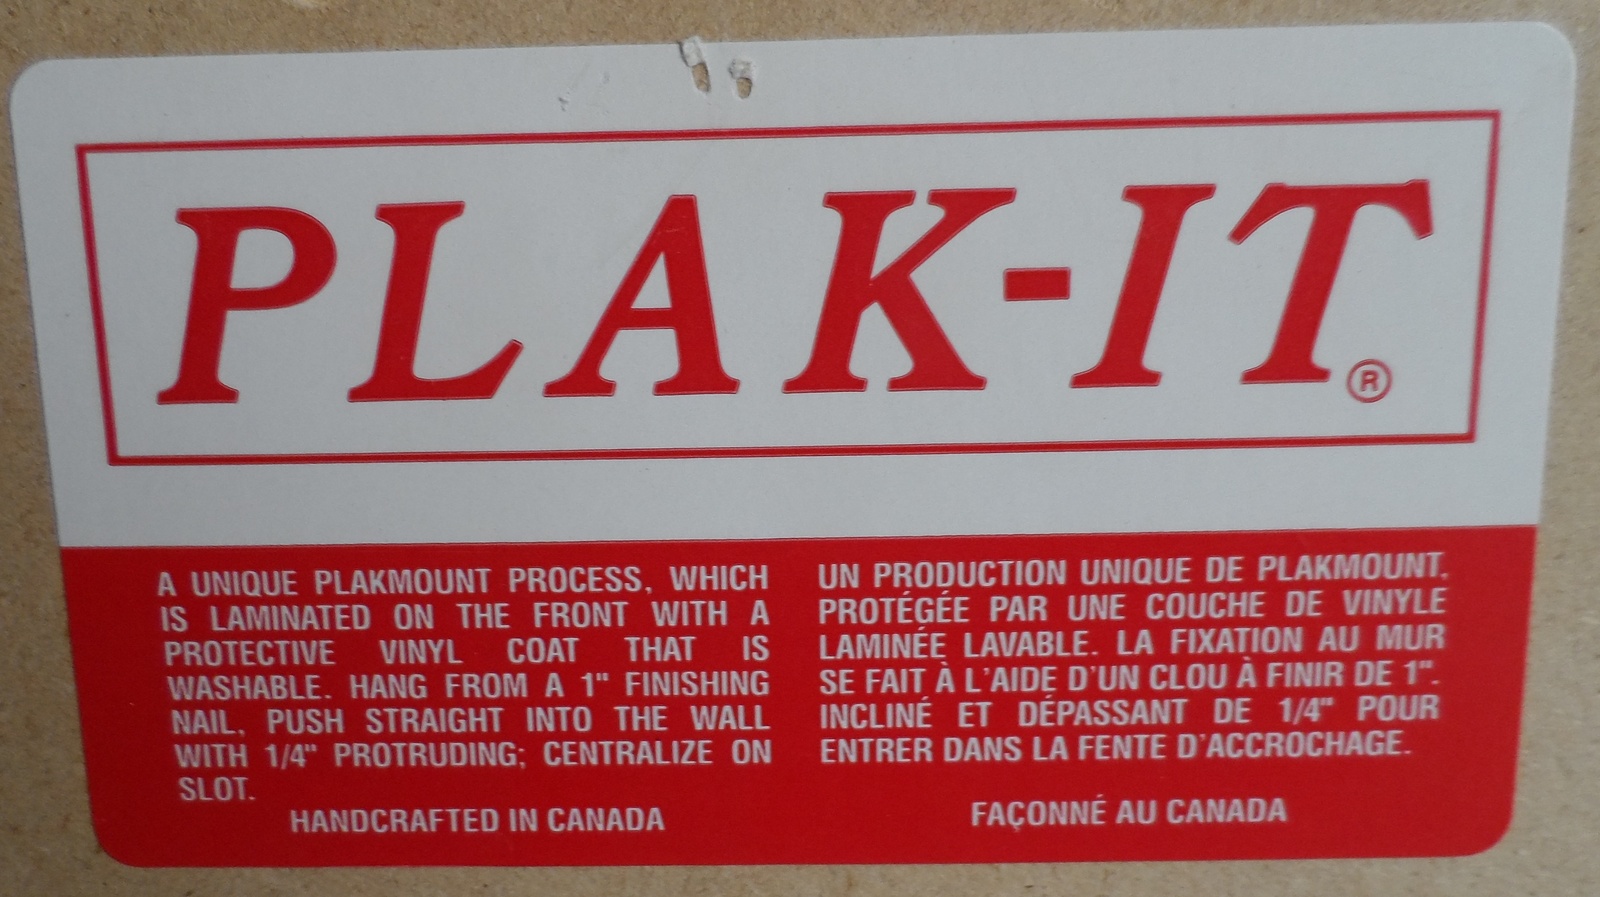 PLAK-IT®
A UNIQUE PLAKMOUNT PROCESS, WHICH
IS LAMINATED ON THE FRONT WITH A
PROTECTIVE VINYL COAT THAT IS
WASHABLE. HANG FROM A 1" FINISHING
NAIL. PUSH STRAIGHT INTO THE WALL
WITH 1/4" PROTRUDING; CENTRALIZE ON
SLOT.
HANDCRAFTED IN CANADA
UN PRODUCTION UNIQUE DE PLAKMOUNT.
PROTÉGÉE PAR UNE COUCHE DE VINYLE
LAMINÉE LAVABLE. LA FIXATION AU MUR
SE FAIT À L'AIDE D'UN CLOU À FINIR DE 1".
INCLINÉ ET DÉPASSANT DE 1/4" POUR
ENTRER DANS LA FENTE D'ACCROCHAGE.
FAÇONNÉ AU CANADA